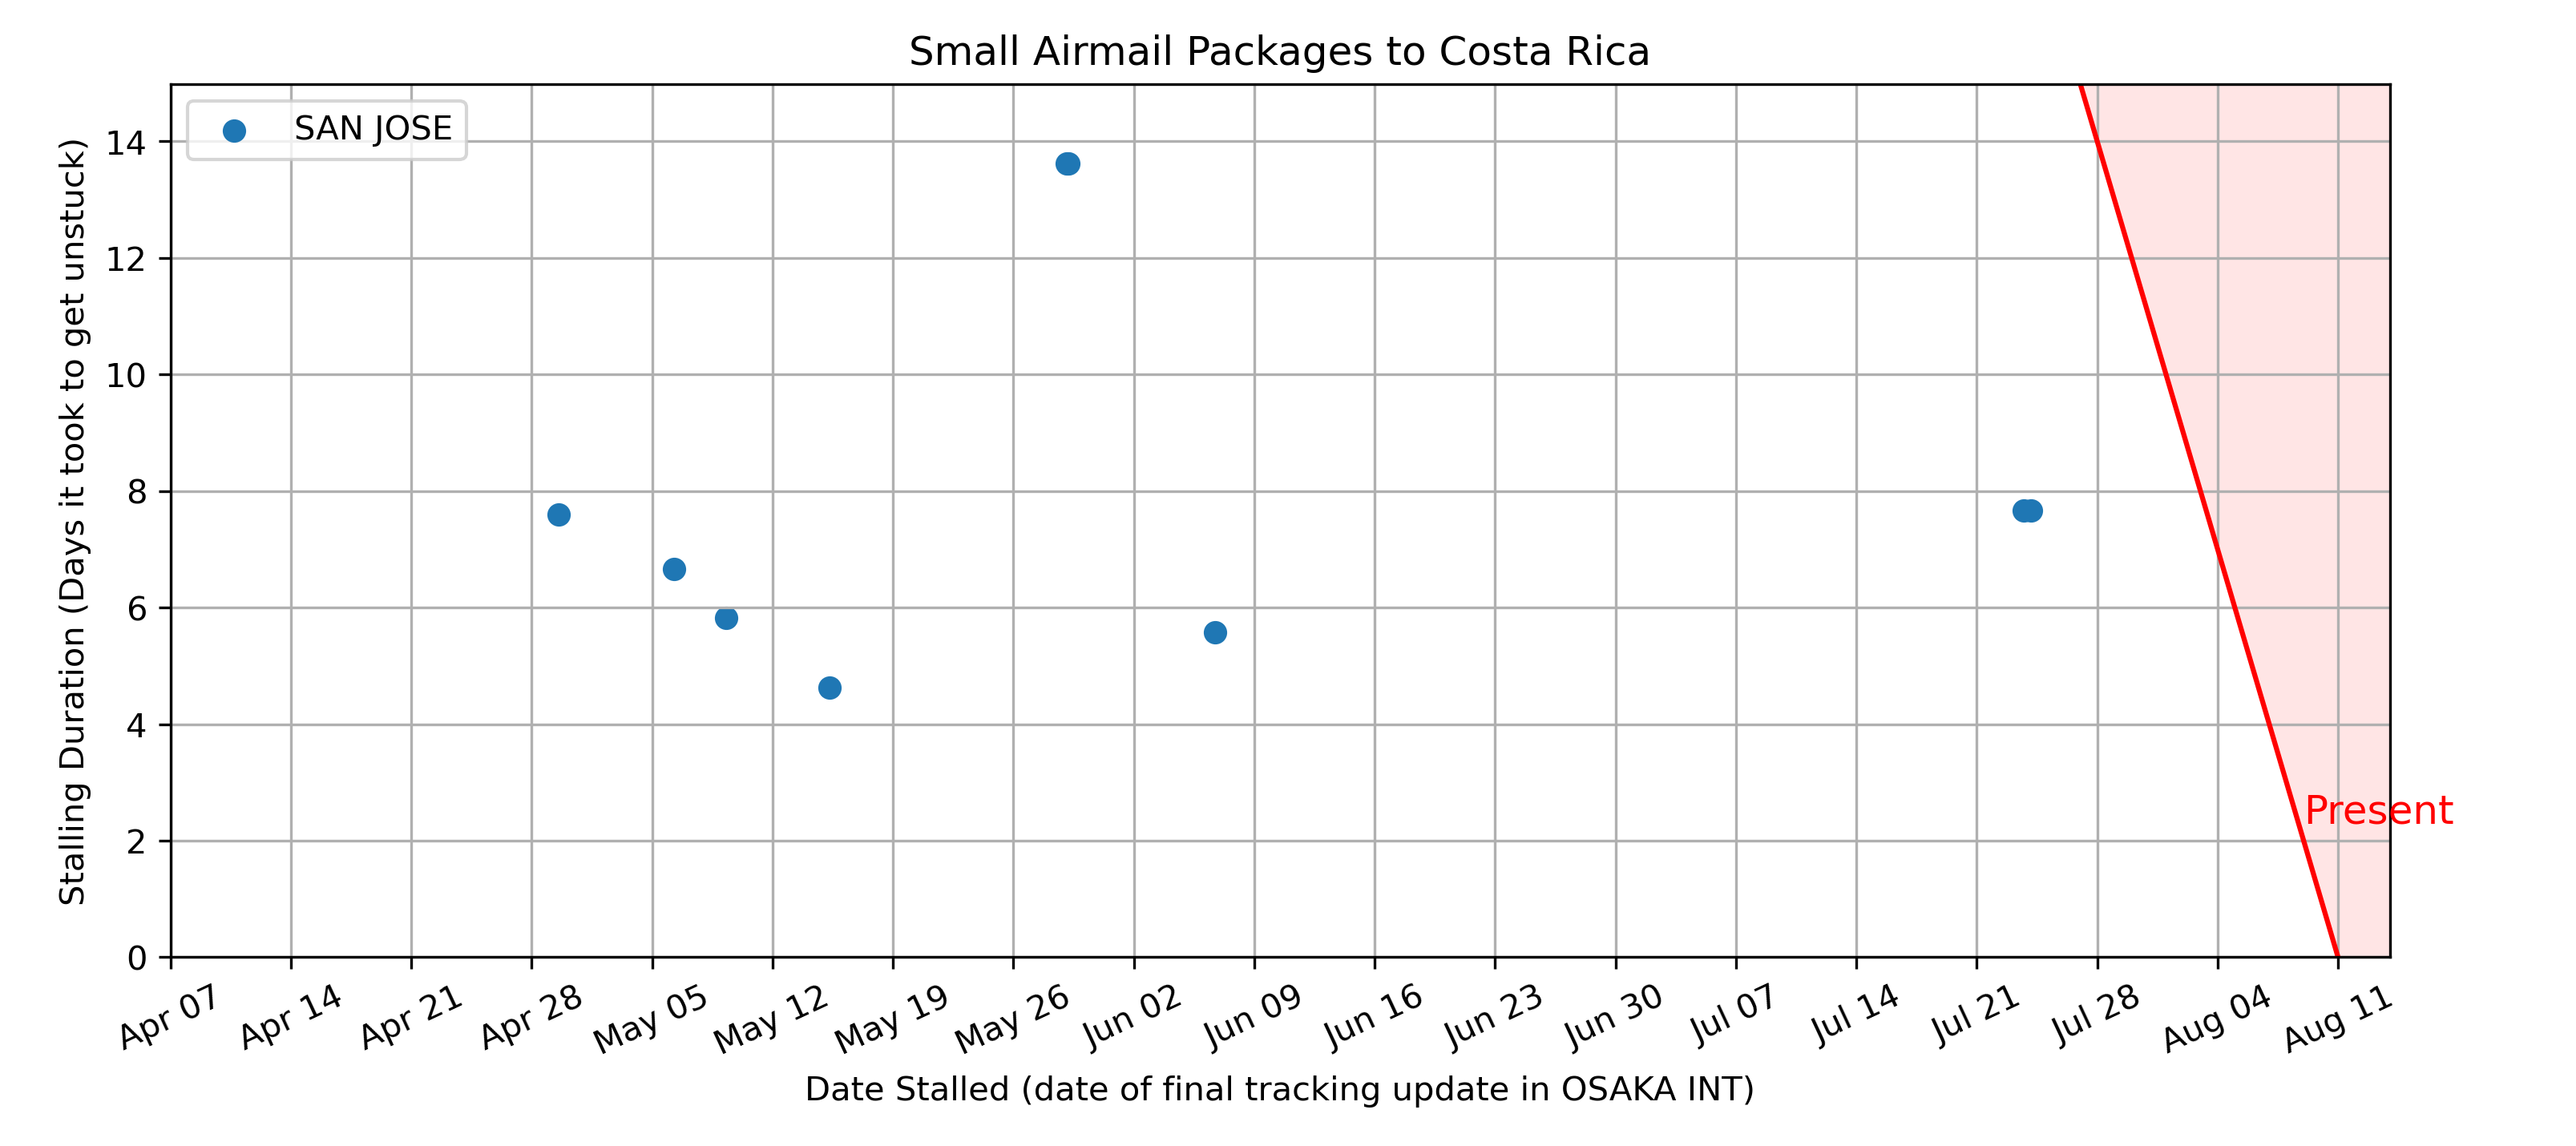 Small Airmail Packages to Costa Rica
SAN JOSE
Stalling Duration (Days it took to get unstuck)
14
12
10
8
6
4
2
0
Present
Apr 07
Apr 14
Apr 21
Apr 28
May 05
May 12
May 19
May 26
Jun 02
Jun 09
Jun 16
Jun 23
Jun 30
Jul 07
Jul 14
Jul 21
Jul 28
Aug 04
Aug 11
Date Stalled (date of final tracking update in OSAKA INT)